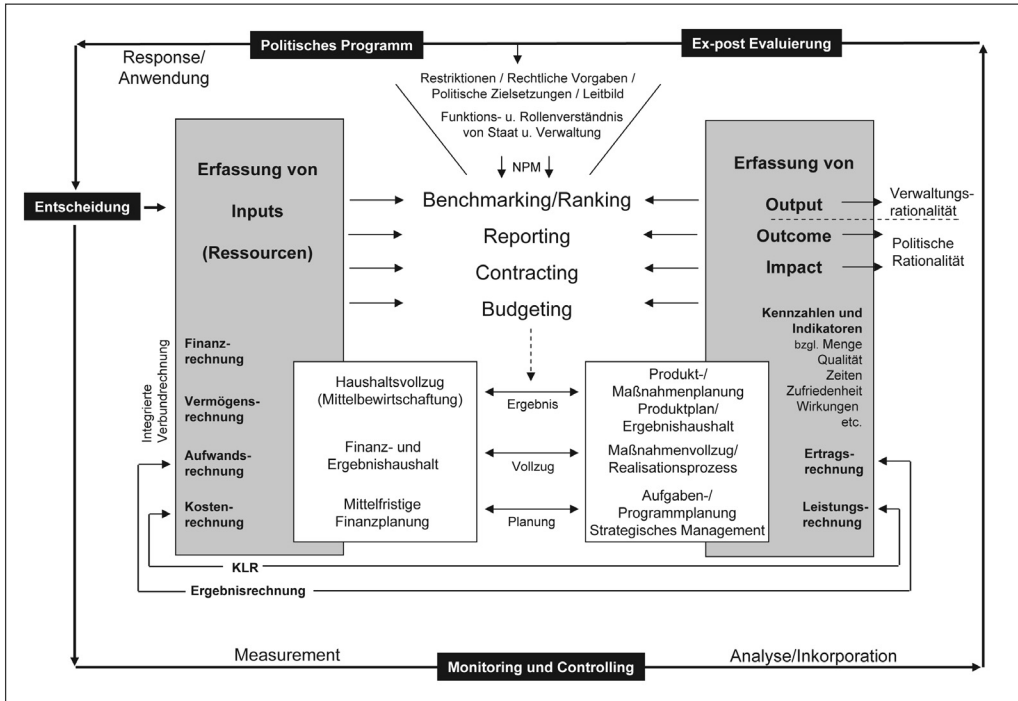 Politisches Programm
Ex-post Evaluierung
Response/
Anwendung
Restriktionen / Rechtliche Vorgaben /
Politische Zielsetzungen / Leitbild
Funktions- u. Rollenverständnis
von Staat u. Verwaltung
NPM
Entscheidung
Erfassung von
Inputs
(Ressourcen)
Integrierte
Verbundrechnung
Finanz-
rechnung
Vermögens-
rechnung
Aufwands-
rechnung
Kosten-
rechnung
Benchmarking/Ranking
Reporting
Contracting
Budgeting
Haushaltsvollzug
(Mittelbewirtschaftung)
Finanz- und
Ergebnishaushalt
Mittelfristige
Finanzplanung
Ergebnis
Vollzug
Planung
Produkt-/
Maßnahmenplanung
Produktplan/
Ergebnishaushalt
Maßnahmenvollzug/
Realisationsprozess
Aufgaben-/
Programmplanung
Strategisches Management
Erfassung von
Output
Outcome
Impact
Kennzahlen und
Indikatoren
bzgl. Menge
Qualität
Zeiten
Zufriedenheit
Wirkungen
etc.
Ertrags-
rechnung
Leistungs-
rechnung
Verwaltungs-
rationalität
Politische
Rationalität
KLR
Ergebnisrechnung
Measurement
Monitoring und Controlling
Analyse/Inkorporation